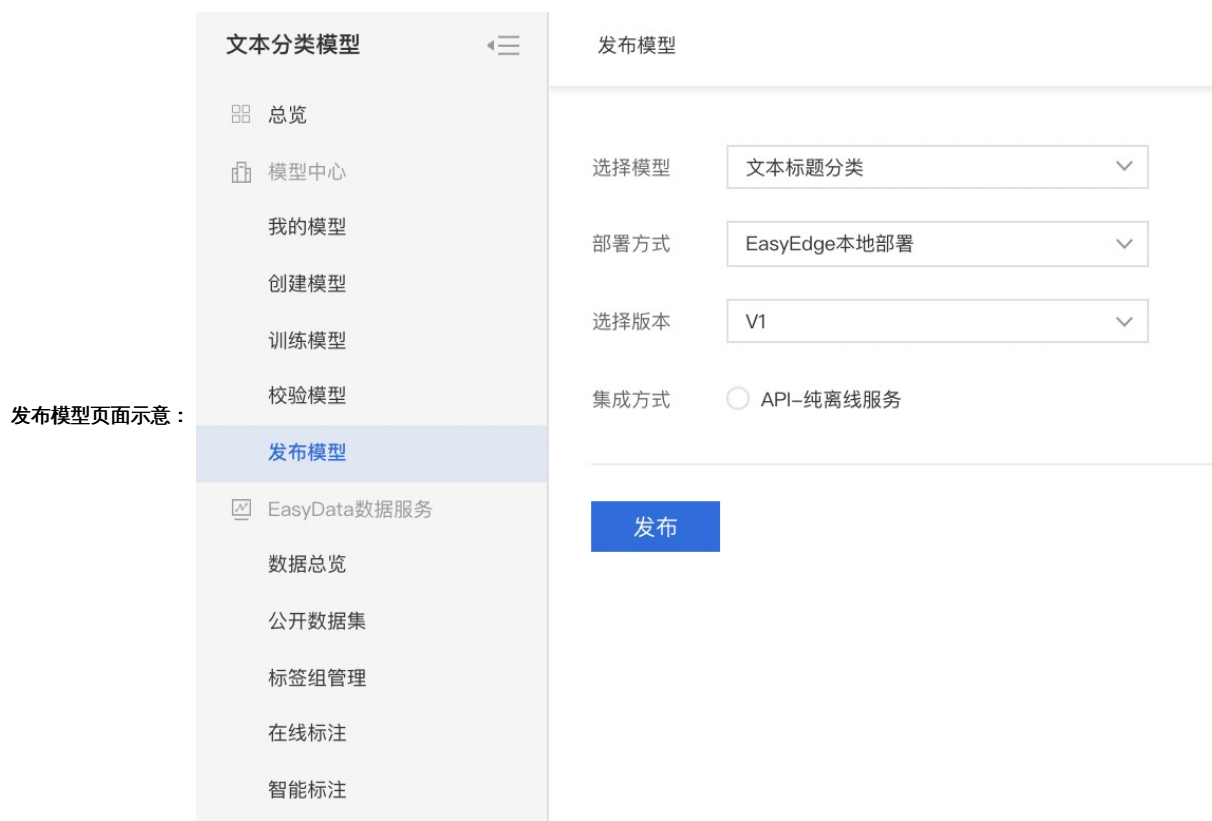 发布模型页面示意：
文本分类模型
总览
模型中心
我的模型
创建模型
训练模型
校验模型
发布模型
EasyData数据服务
数据总览
公开数据集
标签组管理
在线标注
智能标注
发布模型
选择模型 文本标题分类
部署方式 EasyEdge本地部署
选择版本 V1
集成方式 API-纯离线服务
发布